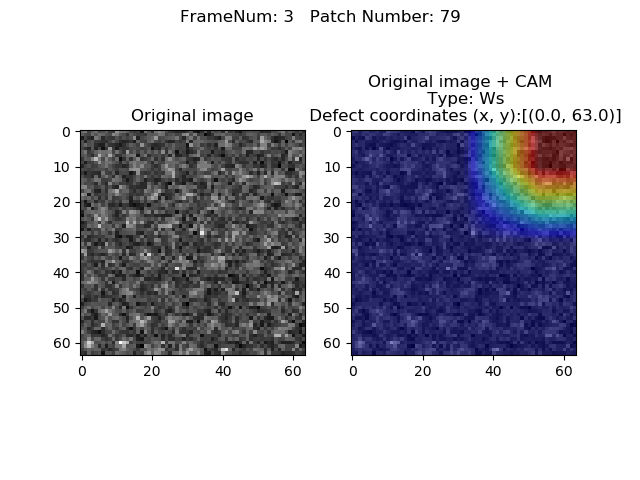 FrameNum: 3   Patch Number: 79
Original image
Original image + CAM
Type: Ws
Defect coordinates (x, y):[(0.0, 63.0)]
0
10
20
30
40
50
60
0 20 40 60
0
10
20
30
40
50
60
0 20 40 60